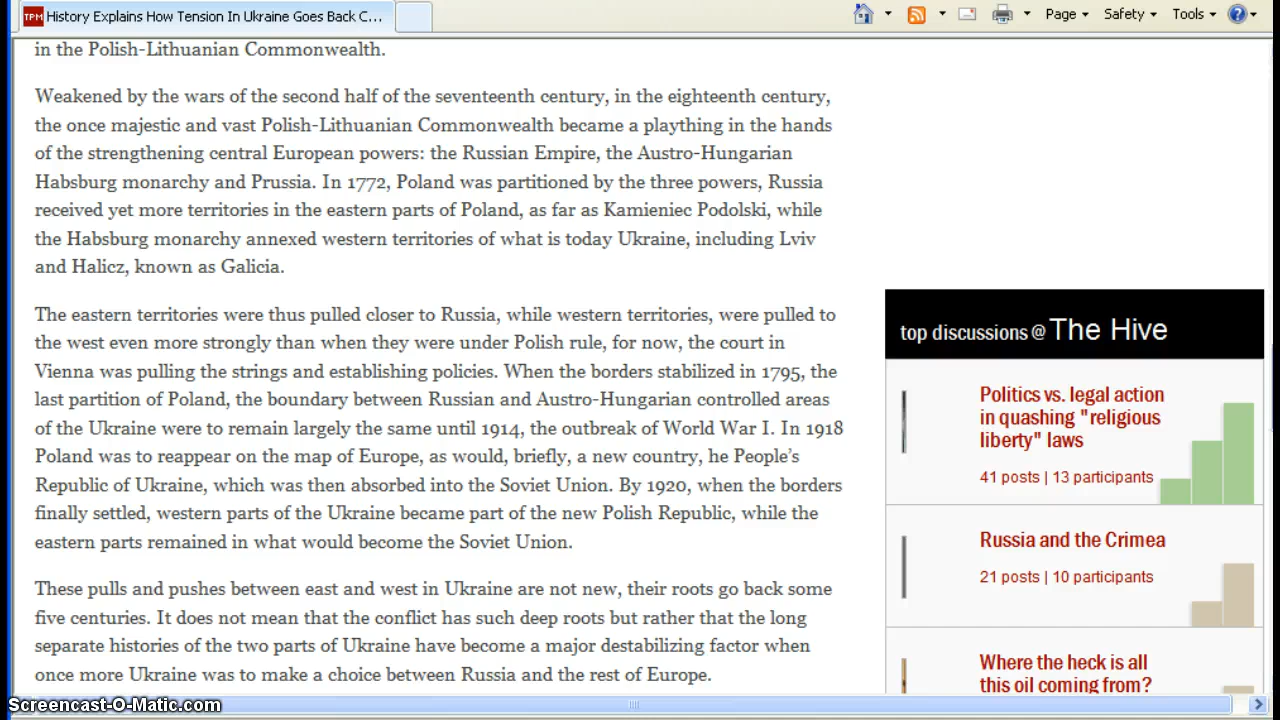 TPM History Explains How Tension In Ukraine Goes Back C...
Page
Safety
Tools
in the Polish-Lithuanian Commonwealth.
Weakened by the wars of the second half of the seventeenth century, in the eighteenth century,
the once majestic and vast Polish-Lithuanian Commonwealth became a plaything in the hands
of the strengthening central European powers: the Russian Empire, the Austro-Hungarian
Habsburg monarchy and Prussia. In 1772, Poland was partitioned by the three powers, Russia
received yet more territories in the eastern parts of Poland, as far as Kamieniec Podolski, while
the Habsburg monarchy annexed western territories of what is today Ukraine, including Lviv
and Halicz, known as Galicia.
The eastern territories were thus pulled closer to Russia, while western territories, were pulled to
the west even more strongly than when they were under Polish rule, for now, the court in
Vienna was pulling the strings and establishing policies. When the borders stabilized in 1795, the
last partition of Poland, the boundary between Russian and Austro-Hungarian controlled areas
of the Ukraine were to remain largely the same until 1914, the outbreak of World War I. In 1918
Poland was to reappear on the map of Europe, as would, briefly, a new country, he People's
Republic of Ukraine, which was then absorbed into the Soviet Union. By 1920, when the borders
finally settled, western parts of the Ukraine became part of the new Polish Republic, while the
eastern parts remained in what would become the Soviet Union.
These pulls and pushes between east and west in Ukraine are not new, their roots go back some
five centuries. It does not mean that the conflict has such deep roots but rather that the long
separate histories of the two parts of Ukraine have become a major destabilizing factor when
once more Ukraine was to make a choice between Russia and the rest of Europe.
top discussions @ The Hive
Politics vs. legal action
in quashing "religious
liberty" laws
41 posts | 13 participants
Russia and the Crimea
21 posts | 10 participants
Where the heck is all
this oil coming from?
Screencast-O-Matic.com